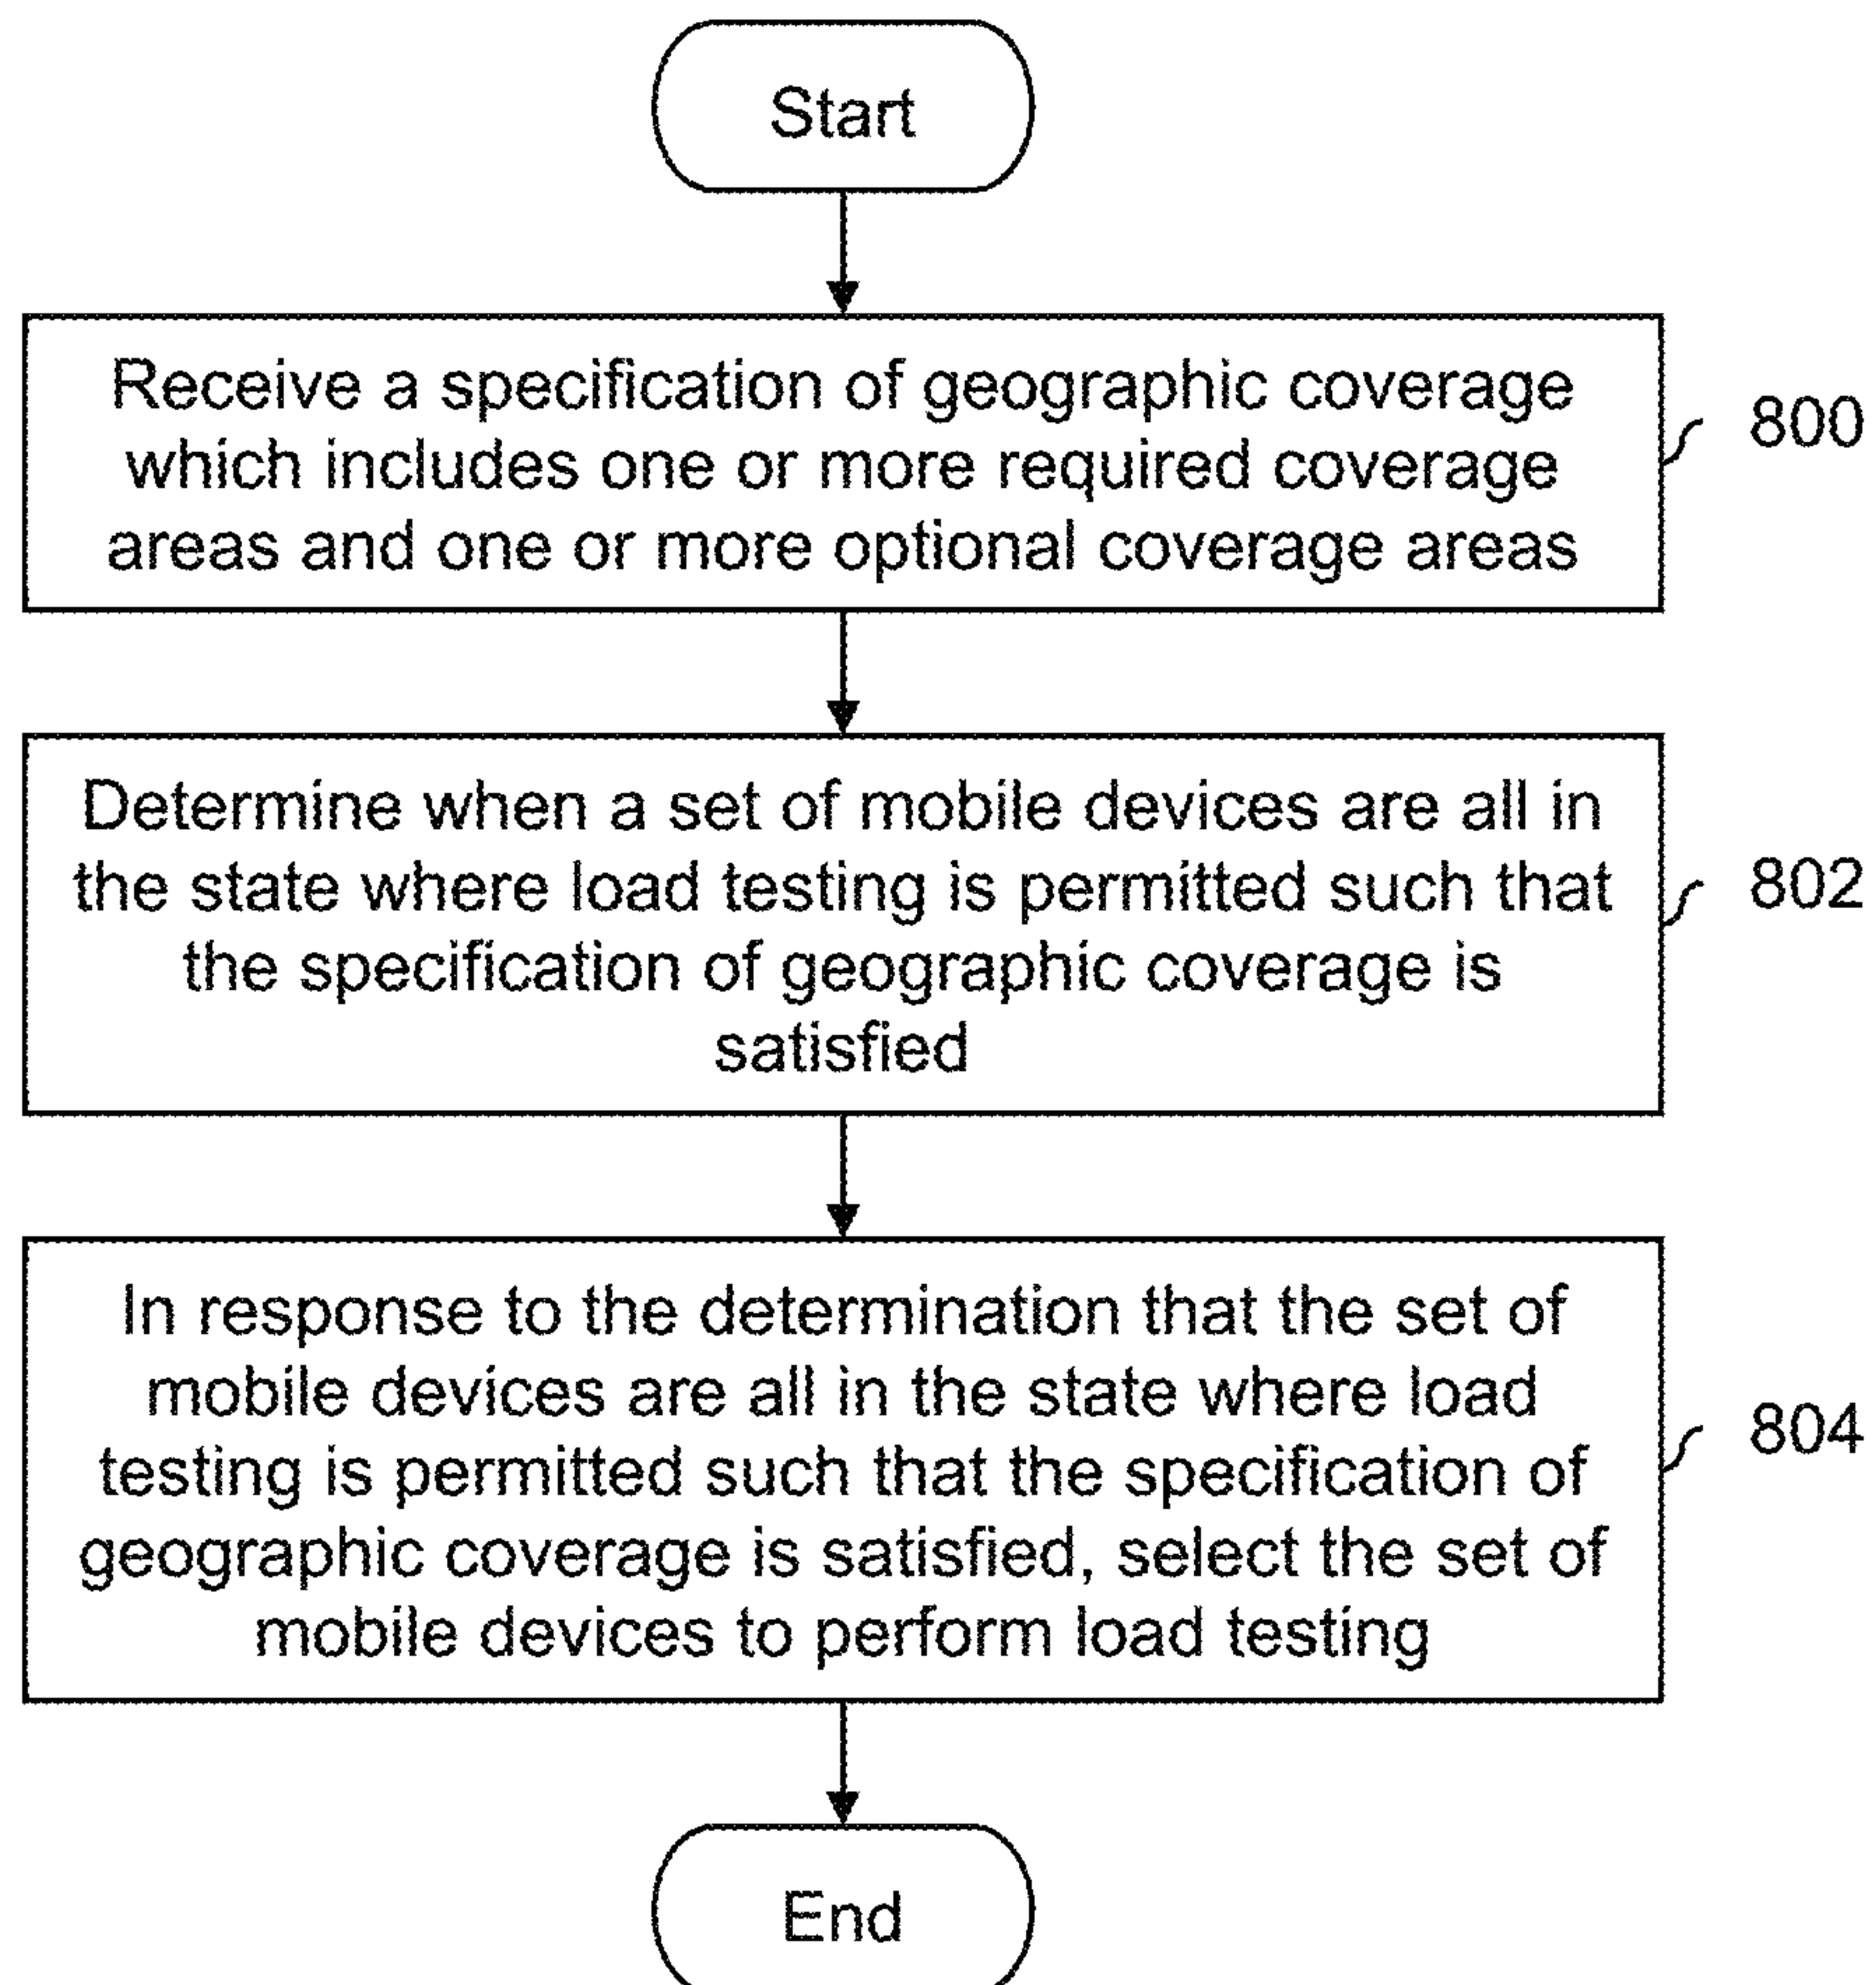 Start
Receive a specification of geographic coverage
which includes one or more required coverage
areas and one or more optional coverage areas
800
Determine when a set of mobile devices are all in
the state where load testing is permitted such that
the specification of geographic coverage is
satisfied
802
In response to the determination that the set of
mobile devices are all in the state where load
testing is permitted such that the specification of
geographic coverage is satisfied, select the set of
mobile devices to perform load testing
804
End